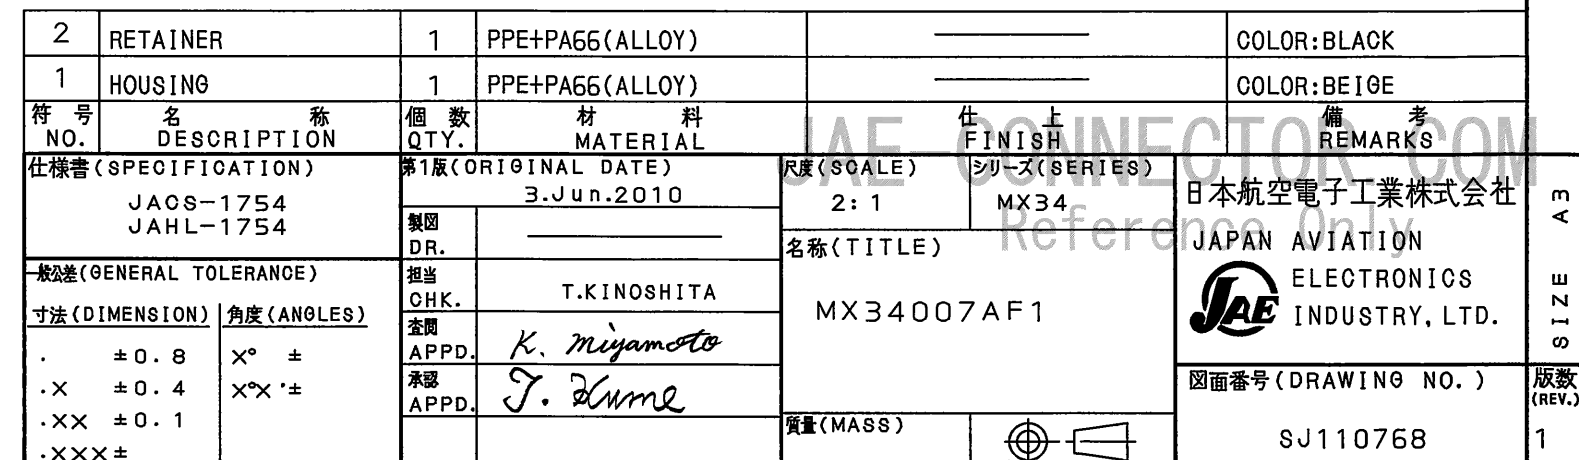 2 RETAINER 1 PPE+PA66(ALLOY) COLOR:BLACK
1 HOUSING 1 PPE+PA66(ALLOY) COLOR:BEIGE
符号 名称 個数 材料 仕上 備考
NO. DESCRIPTION QTY. MATERIAL FINISH REMARKS
JAE-CONNECTOR.COM
Reference Only
仕様書(SPECIFICATION)
JACS-1754
JAHL-1754
一般公差(GENERAL TOLERANCE)
寸法(DIMENSION) 角度(ANGLES)
. ±0.8 X° ±
.X ±0.4 X°X'±
.XX ±0.1
.XXX±
第1版(ORIGINAL DATE)
3.Jun.2010
製図
DR.
担当
CHK. T.KINOSHITA
査閲
APPD. K. Miyamoto
承認
APPD. T. Kume
尺度(SCALE)
2:1
シリーズ(SERIES)
MX34
名称(TITLE)
MX34007AF1
質量(MASS)
日本航空電子工業株式会社
JAPAN AVIATION
ELECTRONICS
INDUSTRY, LTD.
JAE
図面番号(DRAWING NO.)
SJ110768
版数
(REV.)
1
SIZE A3